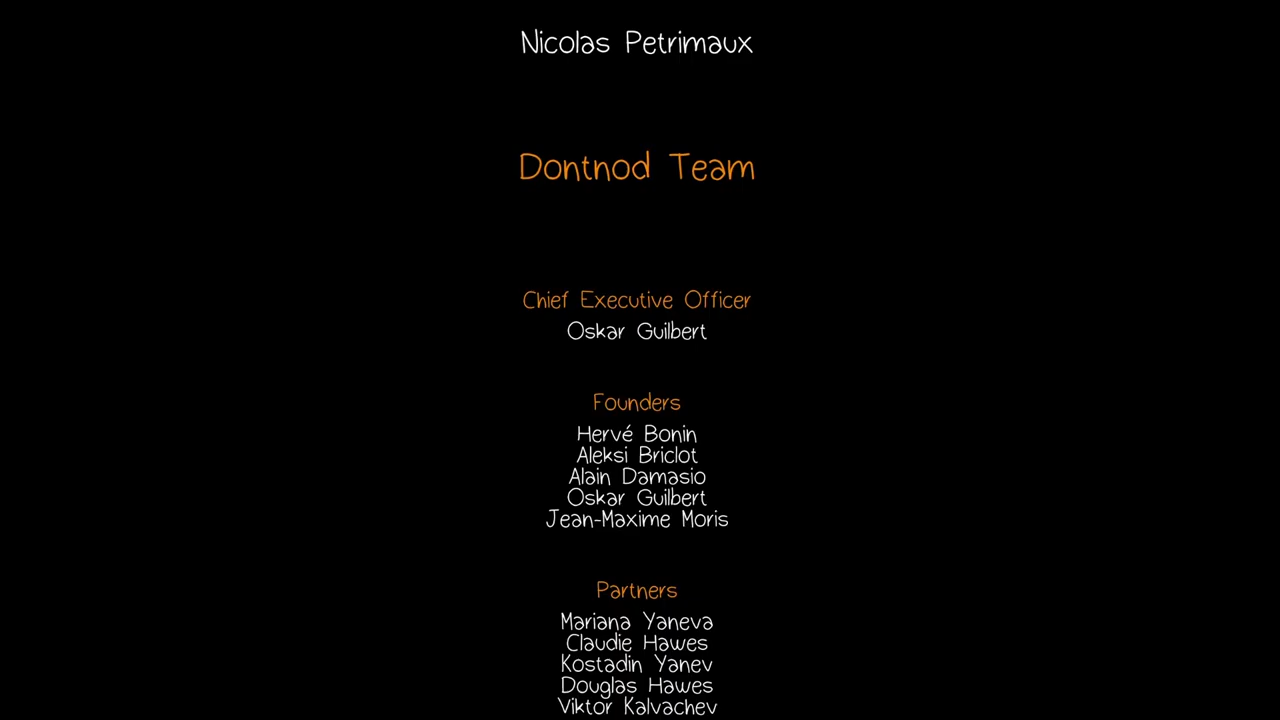 Nicolas Petrimaux
Dontnod Team
Chief Executive Officer
Oskar Guilbert
Founders
Hervé Bonin
Aleksi Briclot
Alain Damasio
Oskar Guilbert
Jean-Maxime Moris
Partners
Mariana Yaneva
Claudie Hawes
Kostadin Yanev
Douglas Hawes
Viktor Kalvachev